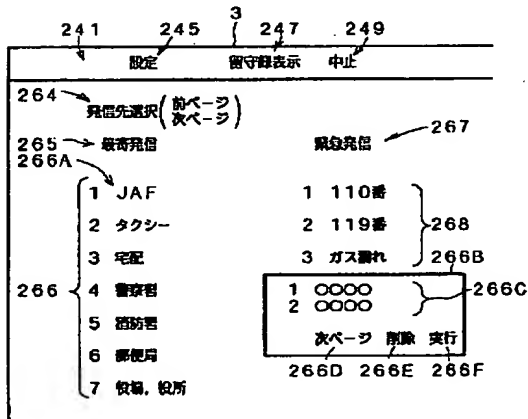 3
241 245 247 249
設定 留守録表示 中止
264
発信先選択(前ページ
次ページ)
265 最寄発信
266A
1 JAF
2 タクシー
3 宅配
266 4 警察署
5 消防署
6 郵便局
7 役場，役所
緊急発信 267
1 110番
2 119番 268
3 ガス漏れ
266B
1 〇〇〇〇
2 〇〇〇〇
266C
次ページ 削除 実行
266D 266E 266F